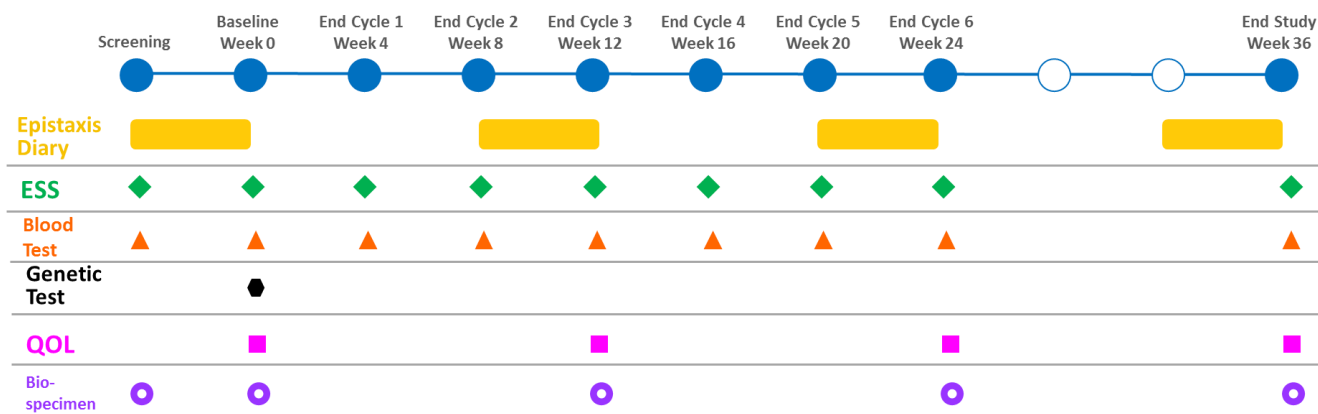 Screening
Baseline
Week 0
End Cycle 1
Week 4
End Cycle 2
Week 8
End Cycle 3
Week 12
End Cycle 4
Week 16
End Cycle 5
Week 20
End Cycle 6
Week 24
End Study
Week 36
Epistaxis
Diary
ESS
Blood
Test
Genetic
Test
QOL
Bio-
specimen